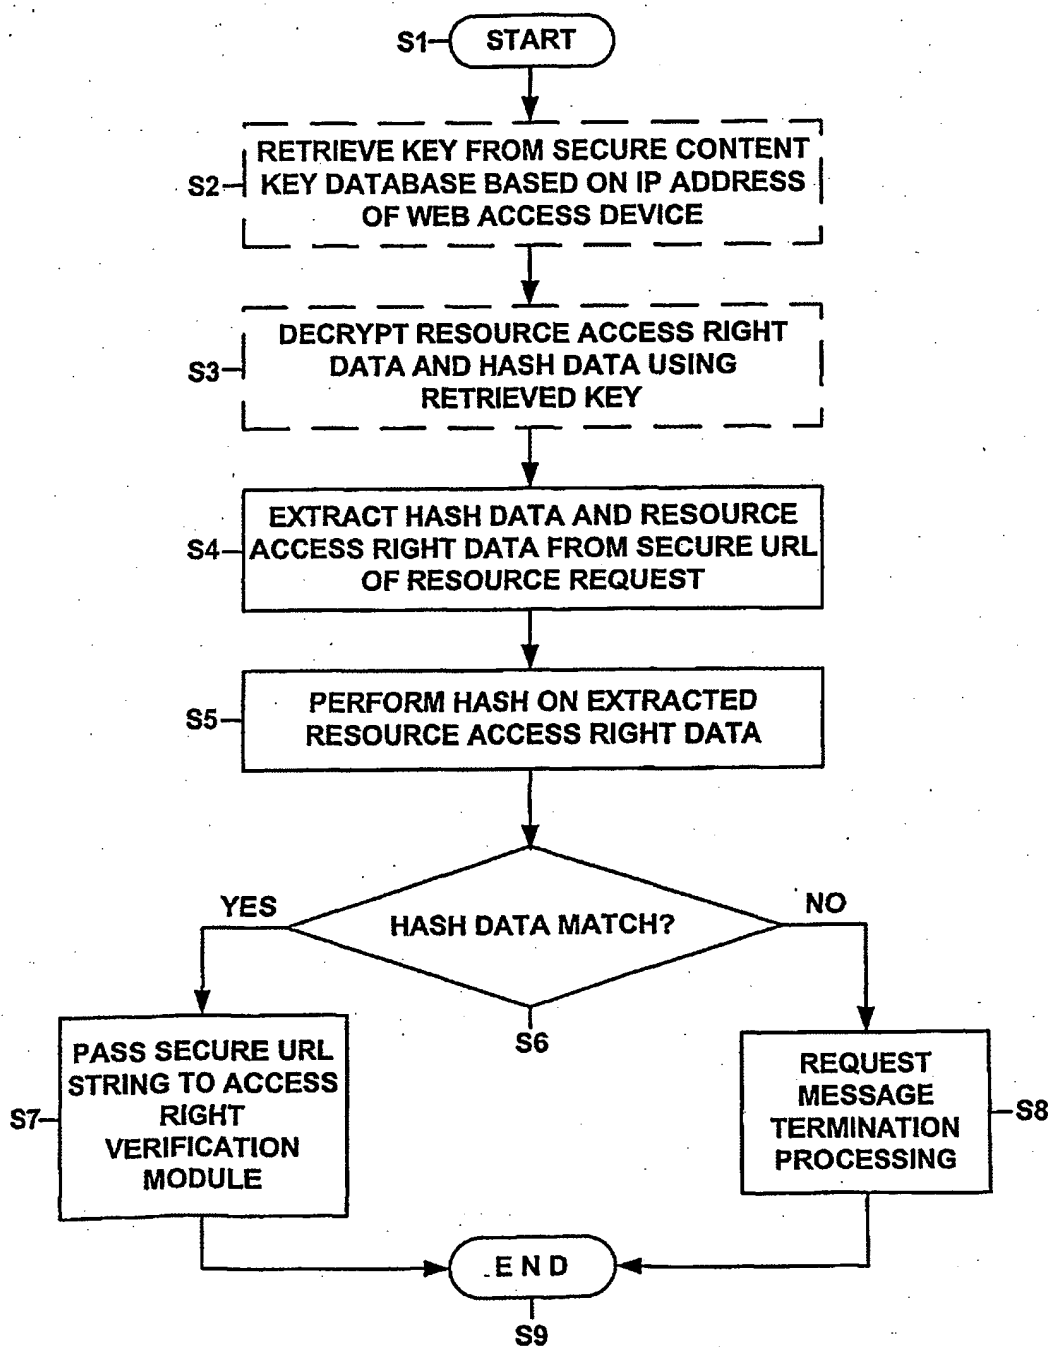 S1
START
RETRIEVE KEY FROM SECURE CONTENT
KEY DATABASE BASED ON IP ADDRESS
OF WEB ACCESS DEVICE
S2
DECRYPT RESOURCE ACCESS RIGHT
DATA AND HASH DATA USING
RETRIEVED KEY
S3
EXTRACT HASH DATA AND RESOURCE
ACCESS RIGHT DATA FROM SECURE URL
OF RESOURCE REQUEST
S4
PERFORM HASH ON EXTRACTED
RESOURCE ACCESS RIGHT DATA
S5
YES
HASH DATA MATCH?
NO
S6
PASS SECURE URL
STRING TO ACCESS
RIGHT
VERIFICATION
MODULE
S7
REQUEST
MESSAGE
TERMINATION
PROCESSING
S8
END
S9